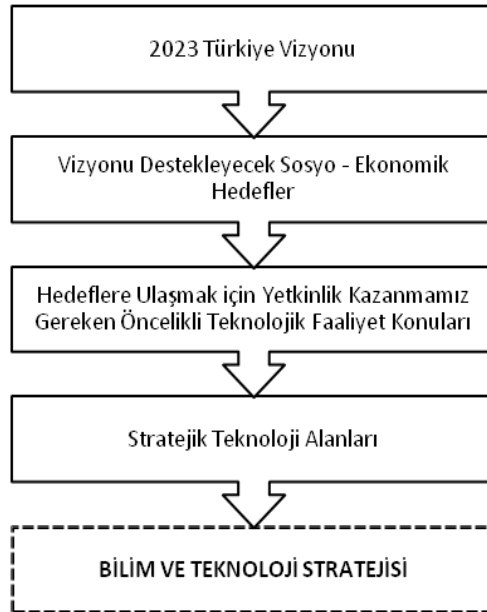 2023 Türkiye Vizyonu
Vizyonu Destekleyecek Sosyo - Ekonomik
Hedefler
Hedeflere Ulaşmak için Yetkinlik Kazanmamız
Gereken Öncelikli Teknolojik Faaliyet Konuları
Stratejik Teknoloji Alanları
BİLİM VE TEKNOLOJİ STRATEJİSİ